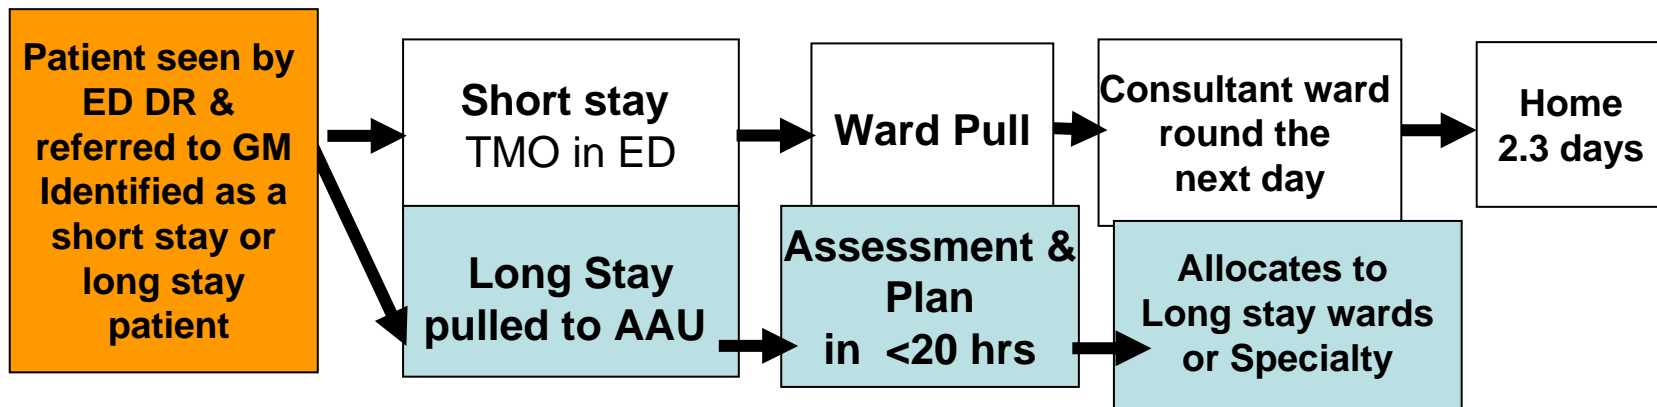 Patient seen by
ED DR &
referred to GM
Identified as a
short stay or
long stay
patient
Short stay
TMO in ED
Ward Pull
Consultant ward
round the
next day
Home
2.3 days
Long Stay
pulled to AAU
Assessment &
Plan
in <20 hrs
Allocates to
Long stay wards
or Specialty